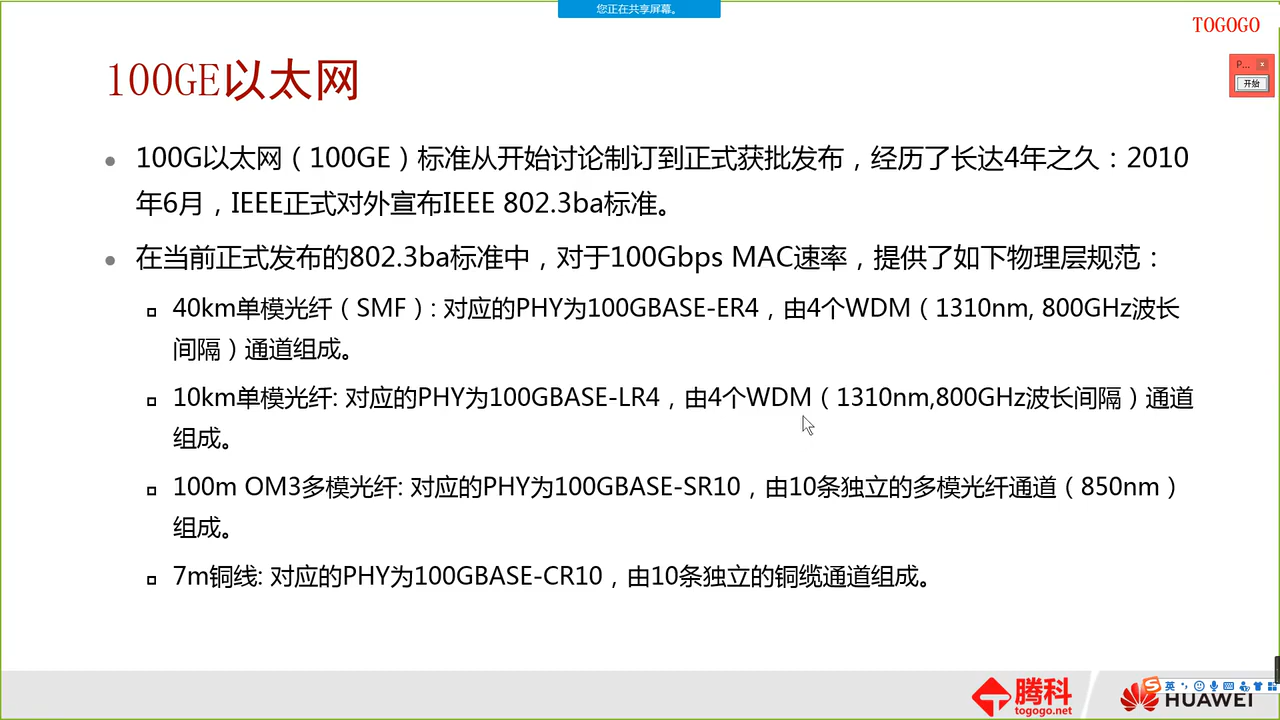 您正在共享屏幕。
TOGOGO
P... x
开始
100GE以太网
100G以太网（100GE）标准从开始讨论制订到正式获批发布，经历了长达4年之久：2010
年6月，IEEE正式对外宣布IEEE 802.3ba标准。
在当前正式发布的802.3ba标准中，对于100Gbps MAC速率，提供了如下物理层规范：
40km单模光纤（SMF）: 对应的PHY为100GBASE-ER4，由4个WDM（1310nm, 800GHz波长
间隔）通道组成。
10km单模光纤: 对应的PHY为100GBASE-LR4，由4个WDM（1310nm,800GHz波长间隔）通道
组成。
100m OM3多模光纤: 对应的PHY为100GBASE-SR10，由10条独立的多模光纤通道（850nm）
组成。
7m铜线: 对应的PHY为100GBASE-CR10，由10条独立的铜缆通道组成。
腾科
togogo.net
英
HUAWEI